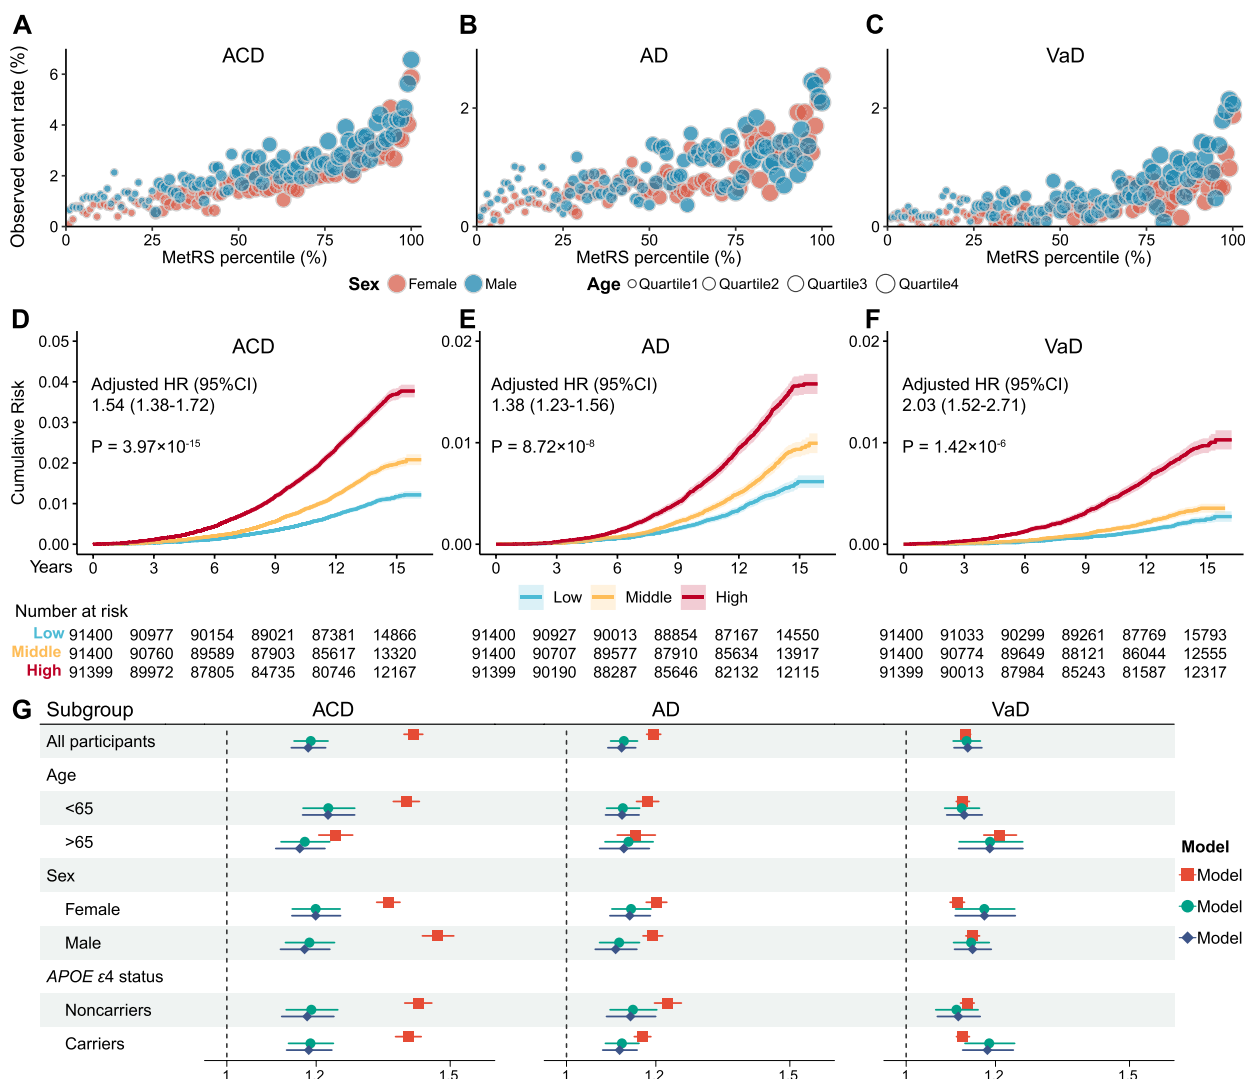 A
B
C
ACD
AD
VaD
Observed event rate (%)
6
4
2
0
2
0
2
0
0 25 50 75 100
0 25 50 75 100
0 25 50 75 100
MetRS percentile (%)
MetRS percentile (%)
MetRS percentile (%)
Sex Female Male
Age Quartile1 Quartile2 Quartile3 Quartile4
D
E
F
ACD
AD
VaD
Cumulative Risk
0.05
0.04
0.03
0.02
0.01
0.00
Adjusted HR (95%CI)
1.54 (1.38-1.72)
P = 3.97×10-15
0.02
0.01
0.00
Adjusted HR (95%CI)
1.38 (1.23-1.56)
P = 8.72×10-8
0.02
0.01
0.00
Adjusted HR (95%CI)
2.03 (1.52-2.71)
P = 1.42×10-6
Years 0 3 6 9 12 15
0 3 6 9 12 15
0 3 6 9 12 15
Low Middle High
Number at risk
Low 91400 90977 90154 89021 87381 14866 91400 90927 90013 88854 87167 14550 91400 91033 90299 89261 87769 15793
Middle 91400 90760 89589 87903 85617 13320 91400 90707 89577 87910 85634 13917 91400 90774 89649 88121 86044 12555
High 91399 89972 87805 84735 80746 12167 91399 90190 88287 85646 82132 12115 91399 90013 87984 85243 81587 12317
G
Subgroup ACD AD VaD
All participants
Age
<65
>65
Sex
Female
Male
APOE ε4 status
Noncarriers
Carriers
Model
Model
Model
Model
1 1.2 1.5
1 1.2 1.5
1 1.2 1.5